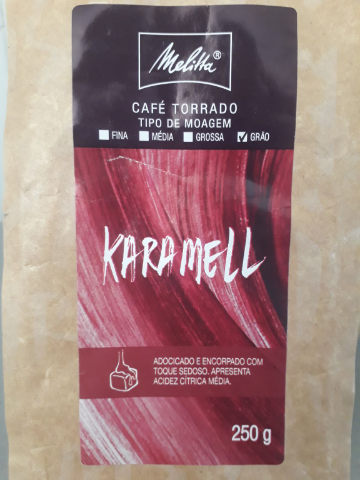 Melitta®
CAFÉ TORRADO
TIPO DE MOAGEM
FINA MÉDIA GROSSA GRÃO
KARAMELL
ADOCICADO E ENCORPADO COM
TOQUE SEDOSO. APRESENTA
ACIDEZ CÍTRICA MÉDIA.
250 g